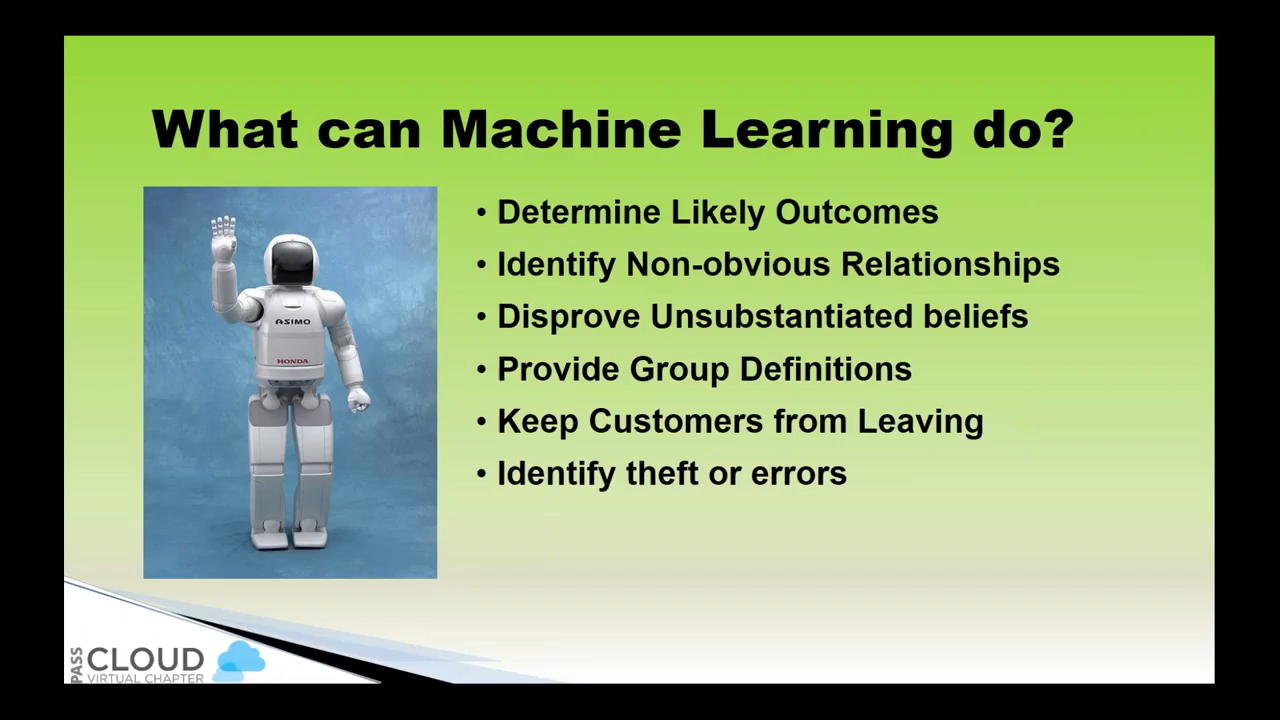 What can Machine Learning do?
ASIMO
HONDA
• Determine Likely Outcomes
• Identify Non-obvious Relationships
• Disprove Unsubstantiated beliefs
• Provide Group Definitions
• Keep Customers from Leaving
• Identify theft or errors
PASS
CLOUD
VIRTUAL CHAPTER